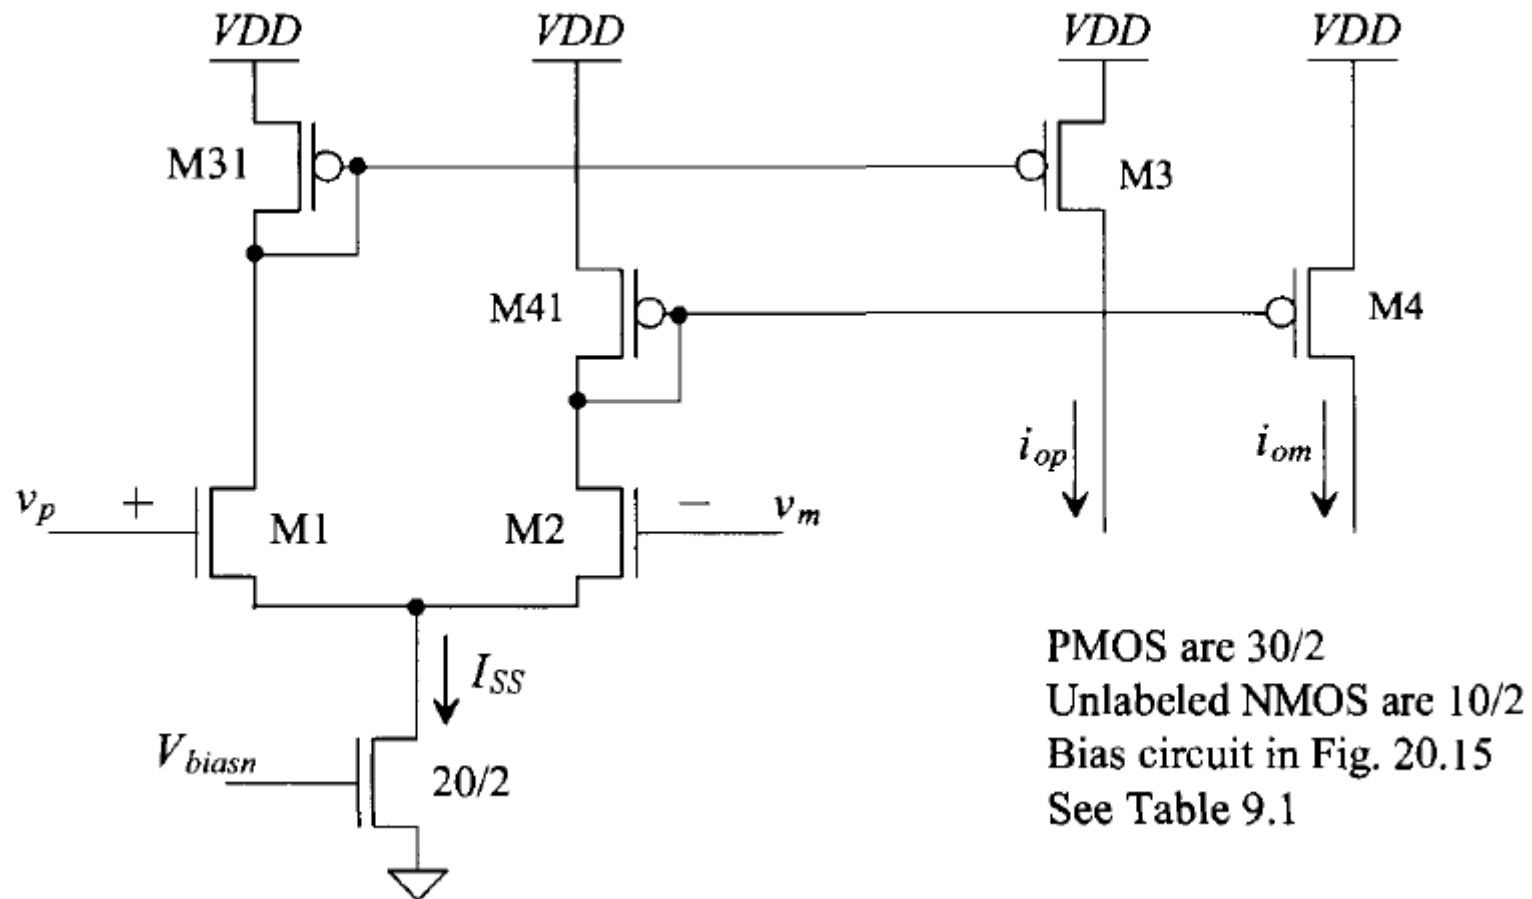 VDD VDD VDD VDD
M31 M3
M41 M4
i_op i_om
v_p + M1 M2 − v_m
I_SS
V_biasn 20/2
PMOS are 30/2
Unlabeled NMOS are 10/2
Bias circuit in Fig. 20.15
See Table 9.1